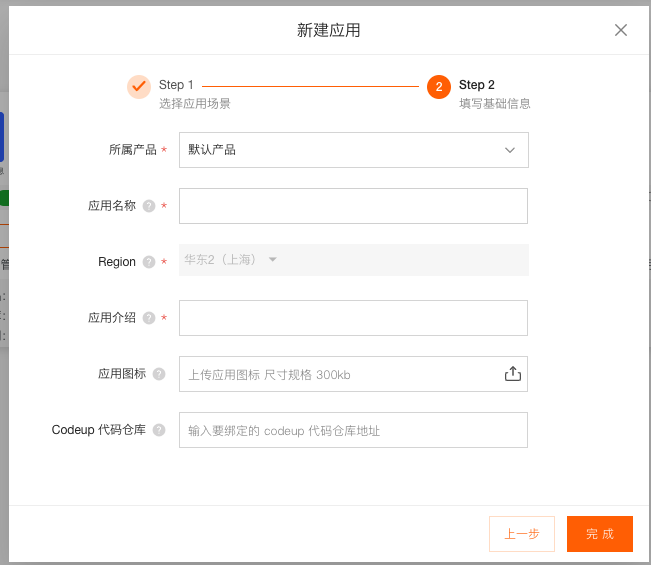 新建应用
Step 1
选择应用场景
2
Step 2
填写基础信息
所属产品 *
默认产品
应用名称 ? *
Region ? *
华东2（上海）
应用介绍 ? *
应用图标 ?
上传应用图标 尺寸规格 300kb
Codeup 代码仓库 ?
输入要绑定的 codeup 代码仓库地址
上一步
完 成